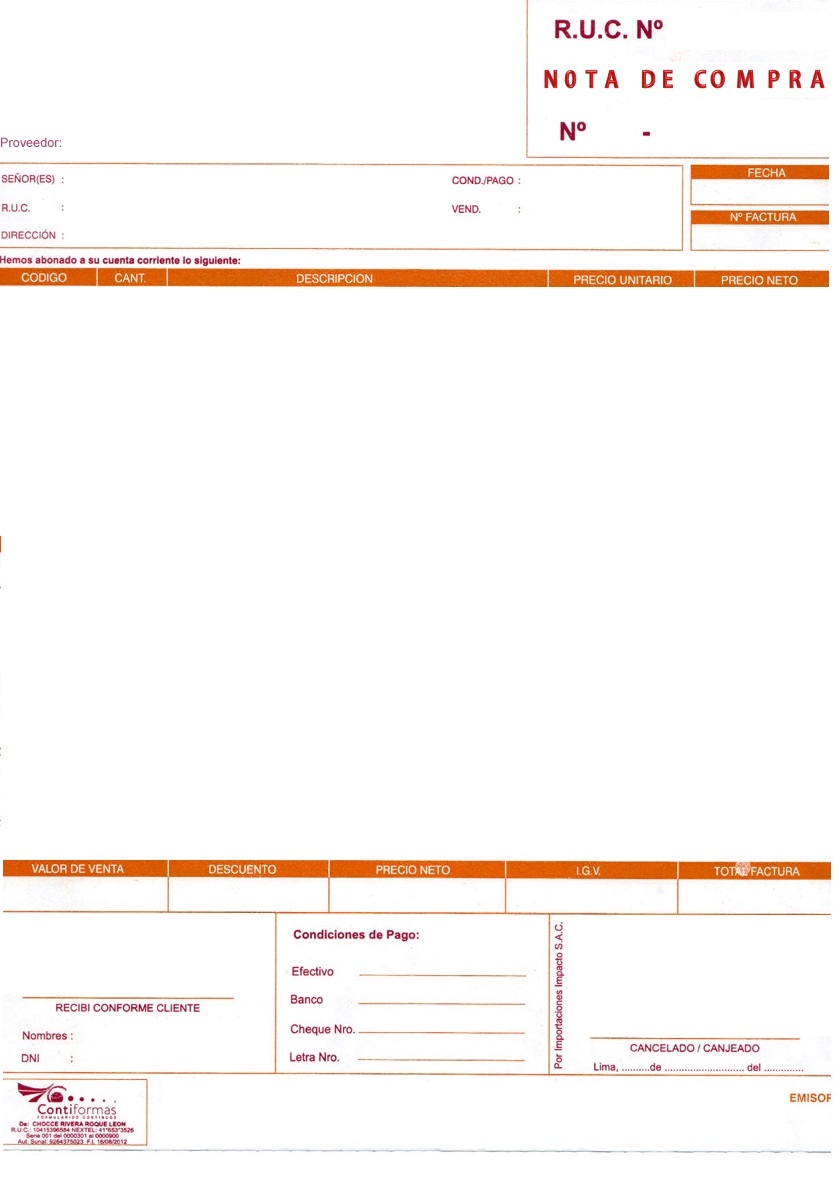 R.U.C. Nº
NOTA DE COMPRA
Nº -
Proveedor:
SEÑOR(ES) : COND./PAGO :
R.U.C. : VEND. :
DIRECCIÓN :
FECHA
Nº FACTURA
Hemos abonado a su cuenta corriente lo siguiente:
CODIGO CANT. DESCRIPCION PRECIO UNITARIO PRECIO NETO
VALOR DE VENTA DESCUENTO PRECIO NETO I.G.V. TOTAL FACTURA
Condiciones de Pago:
Efectivo
Banco
Cheque Nro.
Letra Nro.
RECIBI CONFORME CLIENTE
Nombres :
DNI :
Por Importaciones Impacto S.A.C.
CANCELADO / CANJEADO
Lima, ..........de ........................... del .............
Contiformas
FORMULARIOS CONTINUOS
De: CHOCCE RIVERA ROQUE LEON
R.U.C.: 10415396584 NEXTEL: 41*653*3526
Serie 001 del 0000301 al 0000900
Aut. Sunat: 9264375023 F.I. 16/08/2012
EMISOR